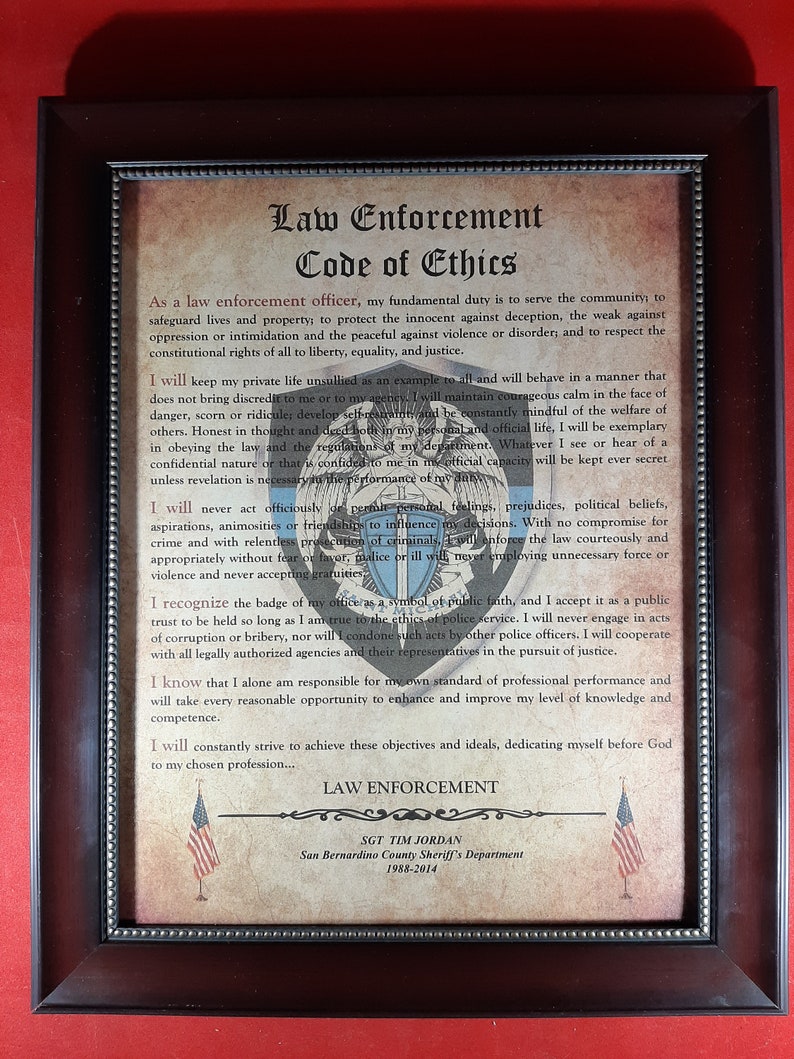 Law Enforcement
Code of Ethics
As a law enforcement officer, my fundamental duty is to serve the community; to
safeguard lives and property; to protect the innocent against deception, the weak against
oppression or intimidation and the peaceful against violence or disorder; and to respect the
constitutional rights of all to liberty, equality, and justice.
I will keep my private life unsullied as an example to all and will behave in a manner that
does not bring discredit to me or to my agency. I will maintain courageous calm in the face of
danger, scorn or ridicule; develop self-restraint; and be constantly mindful of the welfare of
others. Honest in thought and deed both in my personal and official life, I will be exemplary
in obeying the law and the regulations of my department. Whatever I see or hear of a
confidential nature or that is confided to me in my official capacity will be kept ever secret
unless revelation is necessary in the performance of my duty.
I will never act officiously or permit personal feelings, prejudices, political beliefs,
aspirations, animosities or friendships to influence my decisions. With no compromise for
crime and with relentless prosecution of criminals, I will enforce the law courteously and
appropriately without fear or favor, malice or ill will, never employing unnecessary force or
violence and never accepting gratuities.
SAINT MICHAEL
I recognize the badge of my office as a symbol of public faith, and I accept it as a public
trust to be held so long as I am true to the ethics of police service. I will never engage in acts
of corruption or bribery, nor will I condone such acts by other police officers. I will cooperate
with all legally authorized agencies and their representatives in the pursuit of justice.
I know that I alone am responsible for my own standard of professional performance and
will take every reasonable opportunity to enhance and improve my level of knowledge and
competence.
I will constantly strive to achieve these objectives and ideals, dedicating myself before God
to my chosen profession...
LAW ENFORCEMENT
SGT TIM JORDAN
San Bernardino County Sheriff's Department
1988-2014